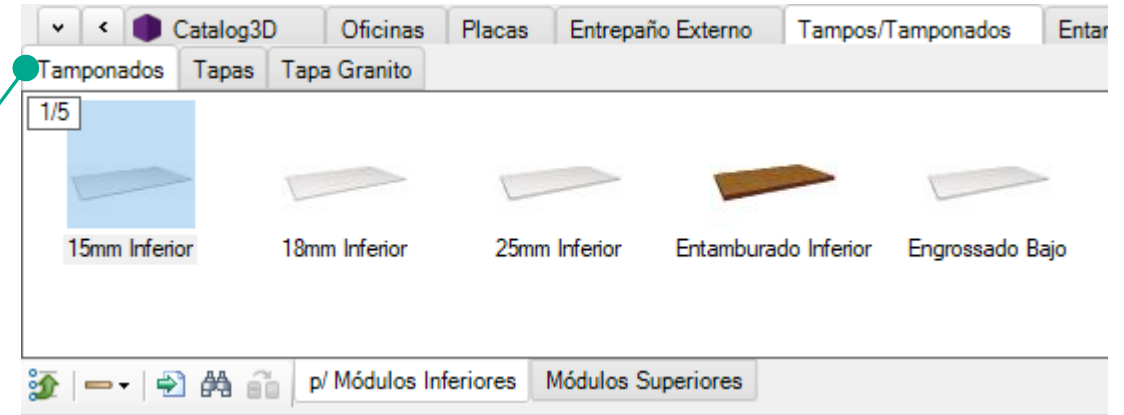 Catalog3D Oficinas Placas Entrepaño Externo Tampos/Tamponados Entar
Tamponados Tapas Tapa Granito
1/5
15mm Inferior 18mm Inferior 25mm Inferior Entamburado Inferior Engrossado Bajo
p/ Módulos Inferiores Módulos Superiores